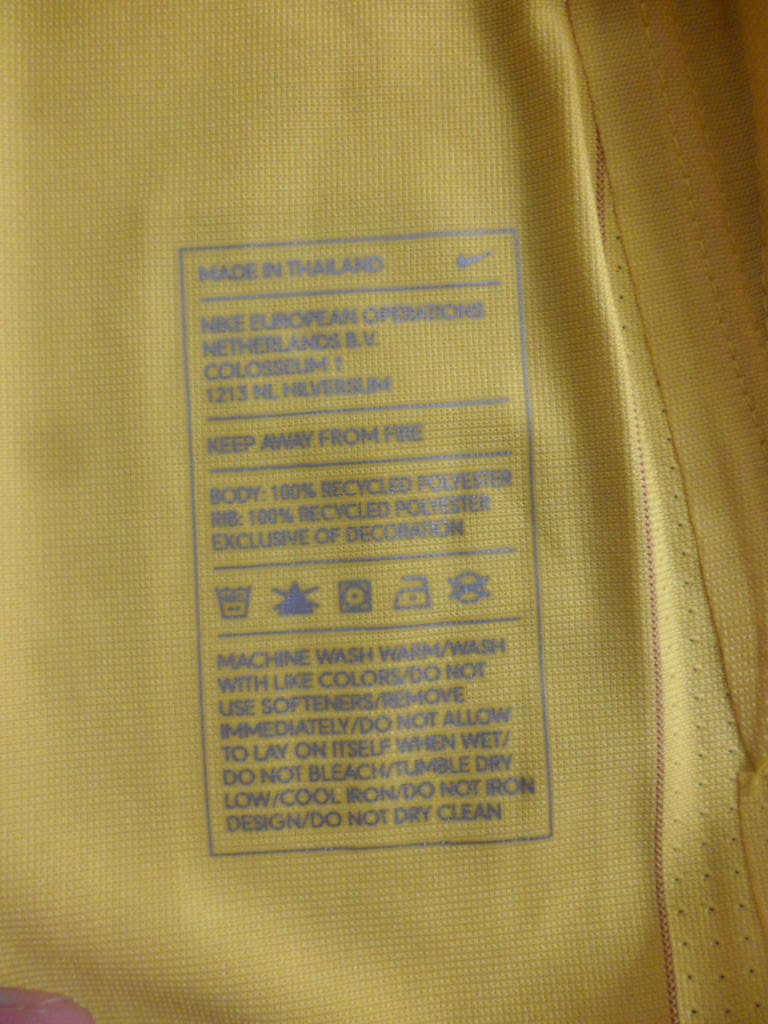 MADE IN THAILAND
NIKE EUROPEAN OPERATIONS
NETHERLANDS B.V.
COLOSSEUM 1
1213 NL HILVERSUM
KEEP AWAY FROM FIRE
BODY: 100% RECYCLED POLYESTER
RIB: 100% RECYCLED POLYESTER
EXCLUSIVE OF DECORATION
MACHINE WASH WARM/WASH
WITH LIKE COLORS/DO NOT
USE SOFTENERS/REMOVE
IMMEDIATELY/DO NOT ALLOW
TO LAY ON ITSELF WHEN WET/
DO NOT BLEACH/TUMBLE DRY
LOW/COOL IRON/DO NOT IRON
DESIGN/DO NOT DRY CLEAN